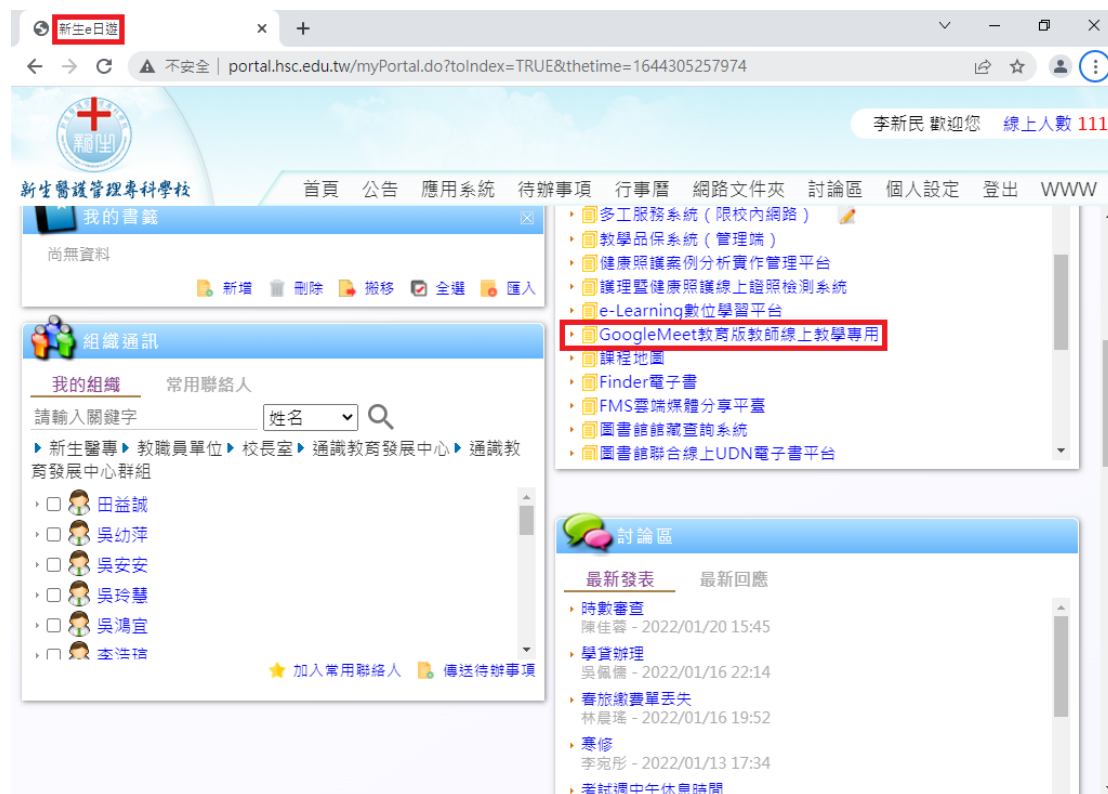 新生e日遊
不安全 portal.hsc.edu.tw/myPortal.do?toIndex=TRUE&thetime=1644305257974
新生
李新民 歡迎您 線上人數 111
新生醫護管理專科學校
首頁 公告 應用系統 待辦事項 行事曆 網路文件夾 討論區 個人設定 登出 WWW
我的書籤
尚無資料
新增 刪除 搬移 全選 匯入
組織通訊
我的組織 常用聯絡人
請輸入關鍵字 姓名
新生醫專 教職員單位 校長室 通識教育發展中心 通識教
育發展中心群組
田益誠
吳幼萍
吳安安
吳玲慧
吳鴻宜
加入常用聯絡人 傳送待辦事項
多工服務系統 ( 限校內網路 )
教學品保系統 ( 管理端 )
健康照護案例分析實作管理平台
護理暨健康照護線上證照檢測系統
e-Learning數位學習平台
GoogleMeet教育版教師線上教學專用
課程地圖
Finder電子書
FMS雲端媒體分享平臺
圖書館館藏查詢系統
圖書館聯合線上UDN電子書平台
討論區
最新發表 最新回應
時數審查
陳佳蓉 - 2022/01/20 15:45
學貸辦理
吳佩儒 - 2022/01/16 22:14
春旅繳費單丟失
林晨瑤 - 2022/01/16 19:52
寒修
李宛彤 - 2022/01/13 17:34
考試週中午休息時間